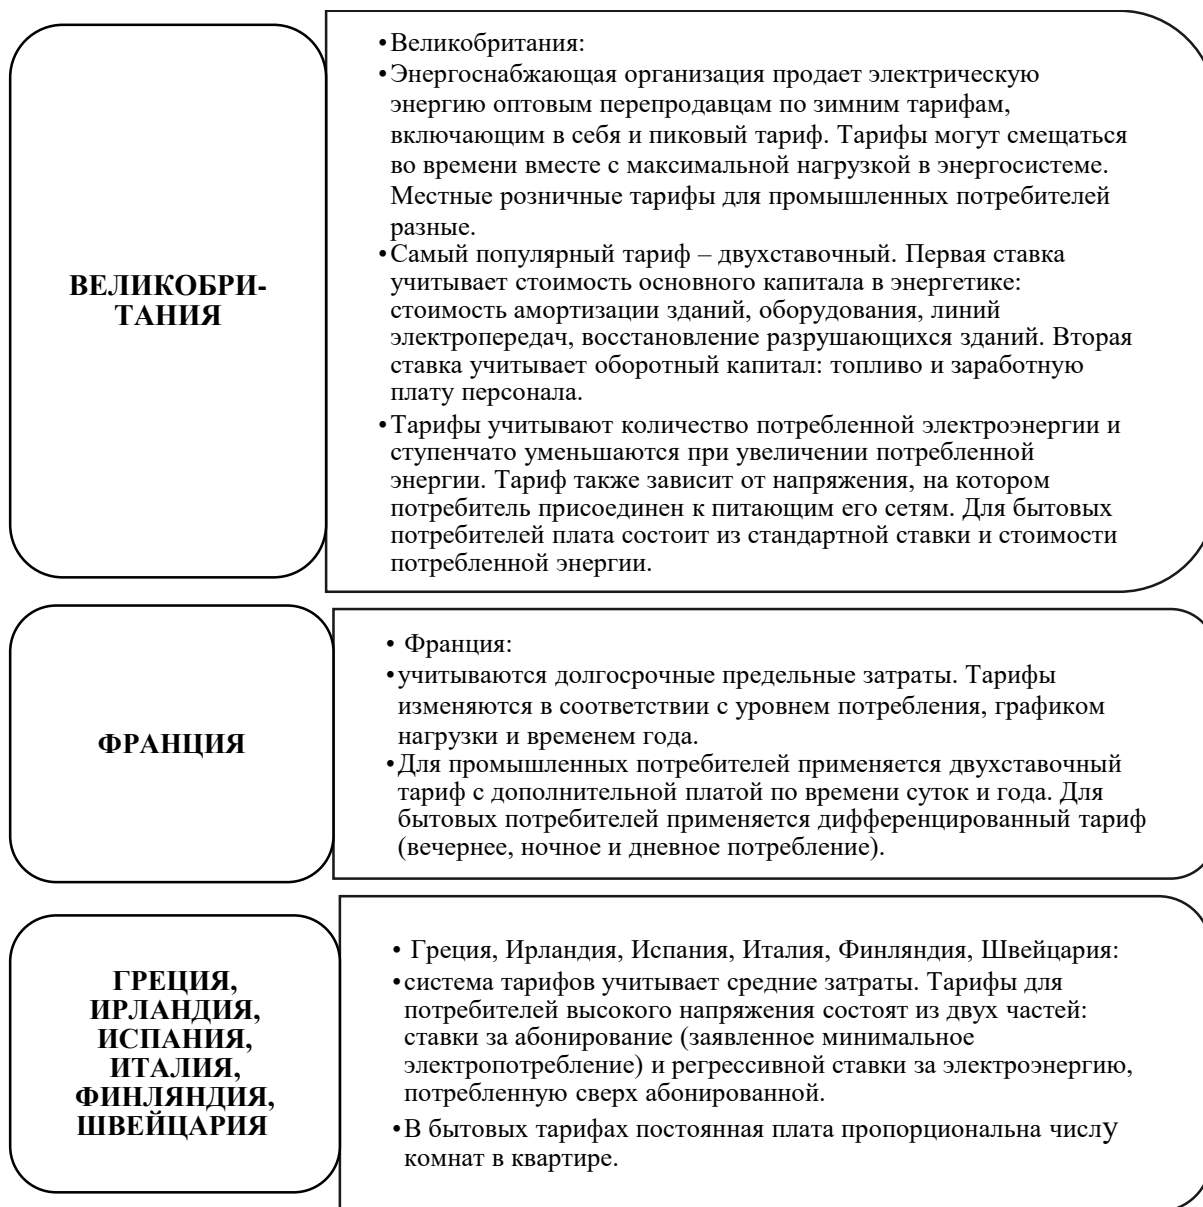 ВЕЛИКОБРИ-
ТАНИЯ
•Великобритания:
•Энергоснабжающая организация продает электрическую
энергию оптовым перепродавцам по зимним тарифам,
включающим в себя и пиковый тариф. Тарифы могут смещаться
во времени вместе с максимальной нагрузкой в энергосистеме.
Местные розничные тарифы для промышленных потребителей
разные.
•Самый популярный тариф – двухставочный. Первая ставка
учитывает стоимость основного капитала в энергетике:
стоимость амортизации зданий, оборудования, линий
электропередач, восстановление разрушающихся зданий. Вторая
ставка учитывает оборотный капитал: топливо и заработную
плату персонала.
•Тарифы учитывают количество потребленной электроэнергии и
ступенчато уменьшаются при увеличении потребленной
энергии. Тариф также зависит от напряжения, на котором
потребитель присоединен к питающим его сетям. Для бытовых
потребителей плата состоит из стандартной ставки и стоимости
потребленной энергии.
ФРАНЦИЯ
• Франция:
•учитываются долгосрочные предельные затраты. Тарифы
изменяются в соответствии с уровнем потребления, графиком
нагрузки и временем года.
•Для промышленных потребителей применяется двухставочный
тариф с дополнительной платой по времени суток и года. Для
бытовых потребителей применяется дифференцированный тариф
(вечернее, ночное и дневное потребление).
ГРЕЦИЯ,
ИРЛАНДИЯ,
ИСПАНИЯ,
ИТАЛИЯ,
ФИНЛЯНДИЯ,
ШВЕЙЦАРИЯ
• Греция, Ирландия, Испания, Италия, Финляндия, Швейцария:
•система тарифов учитывает средние затраты. Тарифы для
потребителей высокого напряжения состоят из двух частей:
ставки за абонирование (заявленное минимальное
электропотребление) и регрессивной ставки за электроэнергию,
потребленную сверх абонированной.
•В бытовых тарифах постоянная плата пропорциональна числу
комнат в квартире.